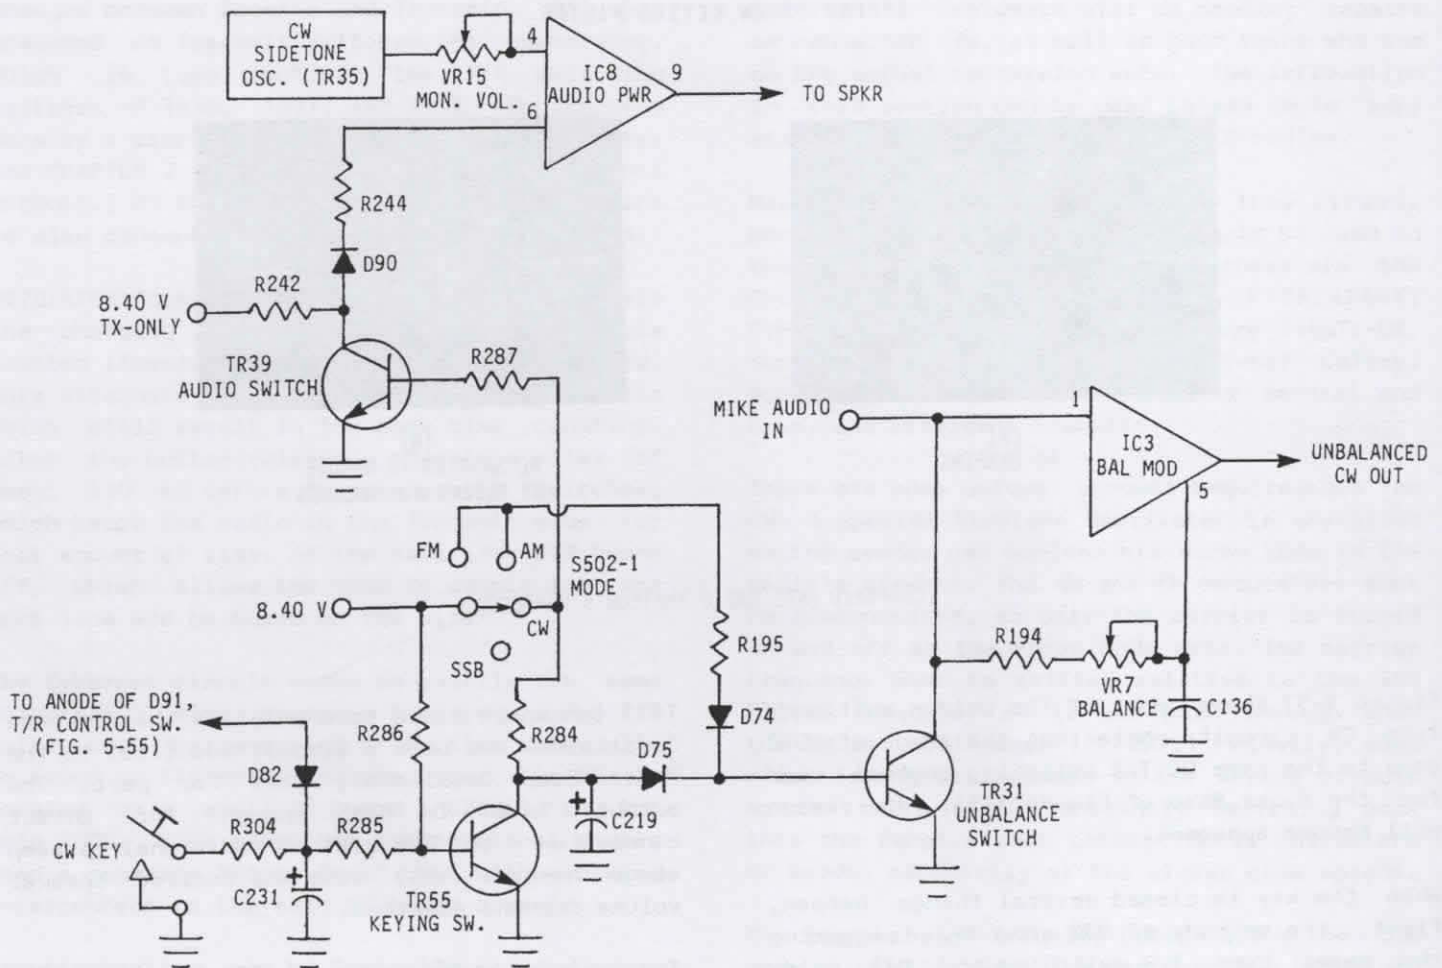 CW
SIDETONE
OSC. (TR35)
VR15
MON. VOL.
4
6
IC8
AUDIO PWR
9
TO SPKR
R244
D90
R242
8.40 V
TX-ONLY
TR39
AUDIO SWITCH
R287
MIKE AUDIO
IN
1
IC3
BAL MOD
5
UNBALANCED
CW OUT
FM
AM
S502-1
MODE
8.40 V
CW
SSB
R195
R194
VR7
BALANCE
C136
TO ANODE OF D91,
T/R CONTROL SW.
(FIG. 5-55)
R286
R284
D74
D82
D75
TR31
UNBALANCE
SWITCH
CW KEY
R304
R285
+
C219
+
C231
TR55
KEYING SW.